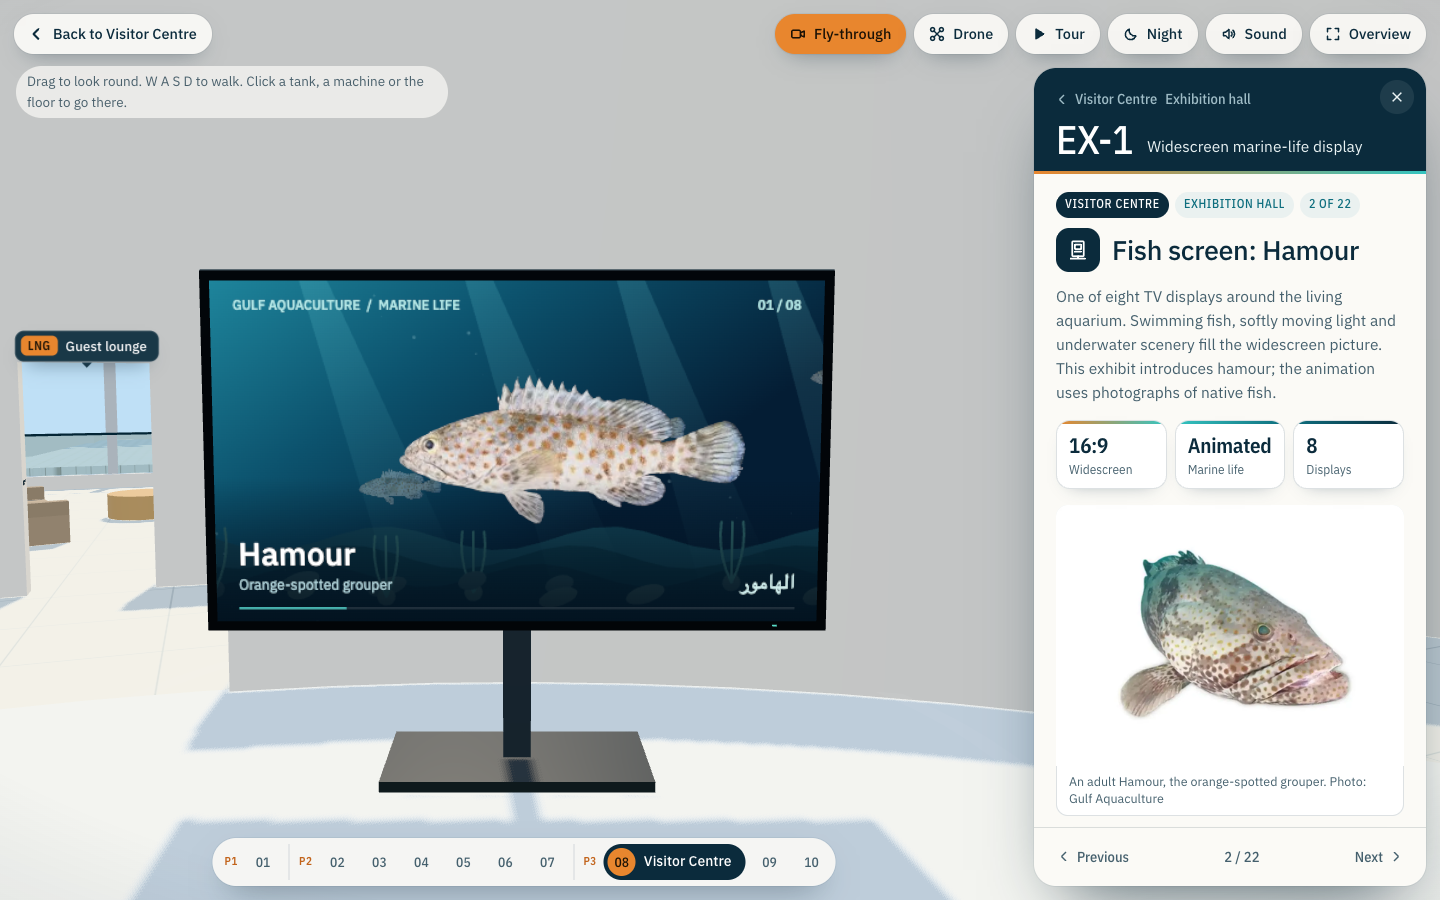 Back to Visitor Centre
Fly-through
Drone
Tour
Night
Sound
Overview
Drag to look round. W A S D to walk. Click a tank, a machine or the
floor to go there.
LNG Guest lounge
GULF AQUACULTURE / MARINE LIFE
01 / 08
Hamour
Orange-spotted grouper
الهامور
Visitor Centre Exhibition hall
EX-1 Widescreen marine-life display
VISITOR CENTRE
EXHIBITION HALL
2 OF 22
Fish screen: Hamour
One of eight TV displays around the living
aquarium. Swimming fish, softly moving light and
underwater scenery fill the widescreen picture.
This exhibit introduces hamour; the animation
uses photographs of native fish.
16:9
Widescreen
Animated
Marine life
8
Displays
An adult Hamour, the orange-spotted grouper. Photo:
Gulf Aquaculture
Previous
2 / 22
Next
P1 01 P2 02 03 04 05 06 07 P3 08 Visitor Centre 09 10